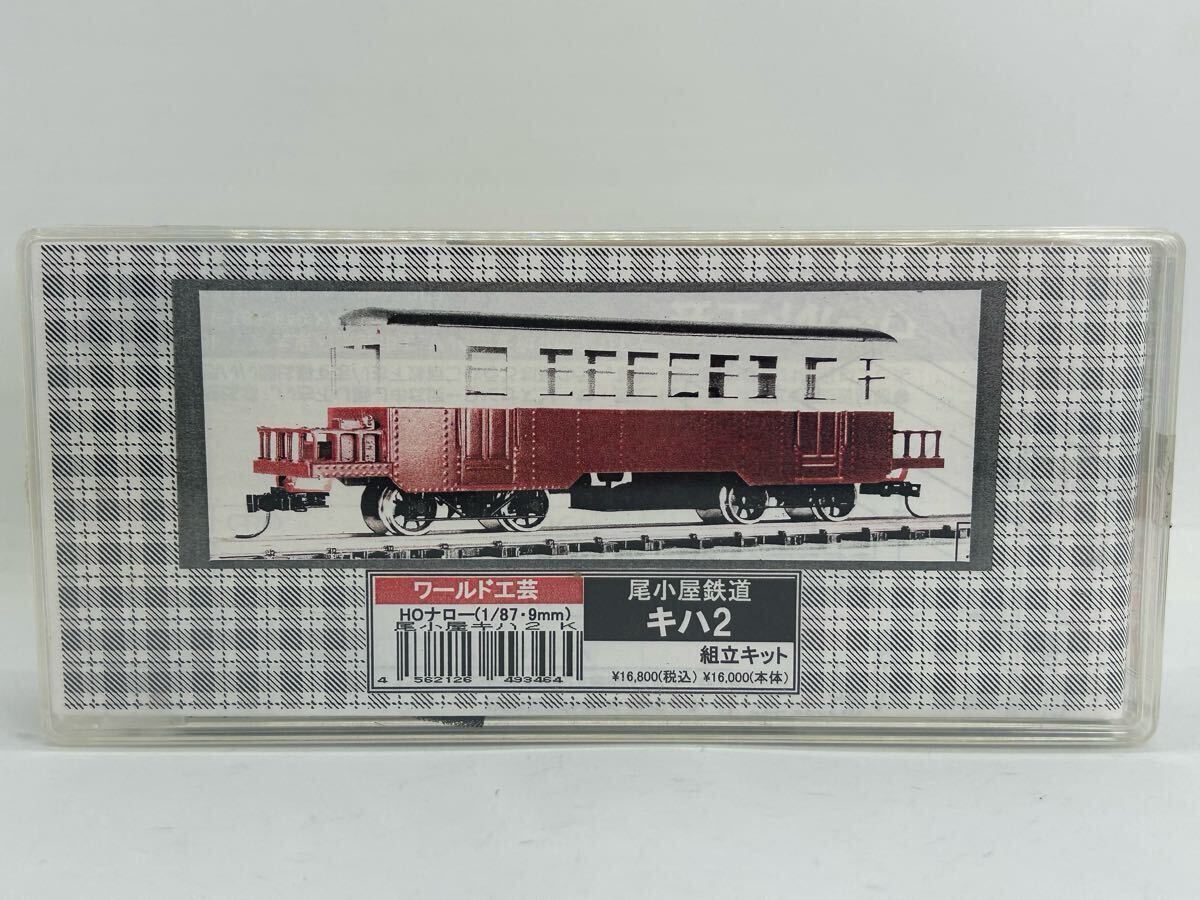 ワールド工芸
HOナロー(1/87・9mm)
尾小屋キハ2 K
4 562126 493464
尾小屋鉄道
キハ2
組立キット
¥16,800(税込) ¥16,000(本体)